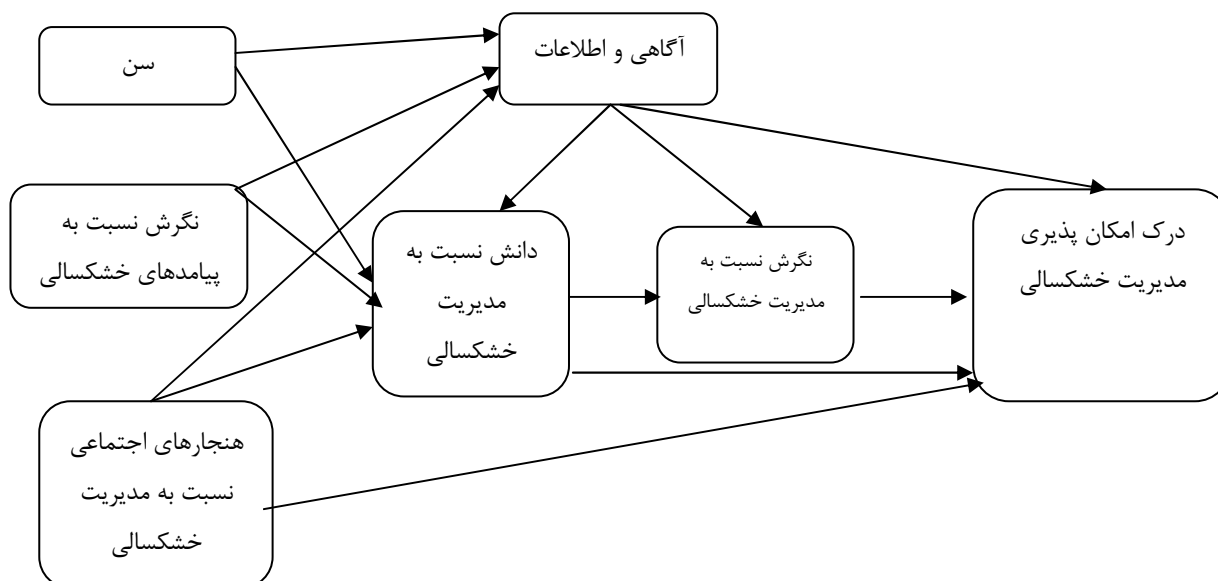 سن
آگاهی و اطلاعات
نگرش نسبت به
پیامدهای خشکسالی
دانش نسبت به
مدیریت
خشکسالی
نگرش نسبت به
مدیریت خشکسالی
درک امکان پذیری
مدیریت خشکسالی
هنجارهای اجتماعی
نسبت به مدیریت
خشکسالی